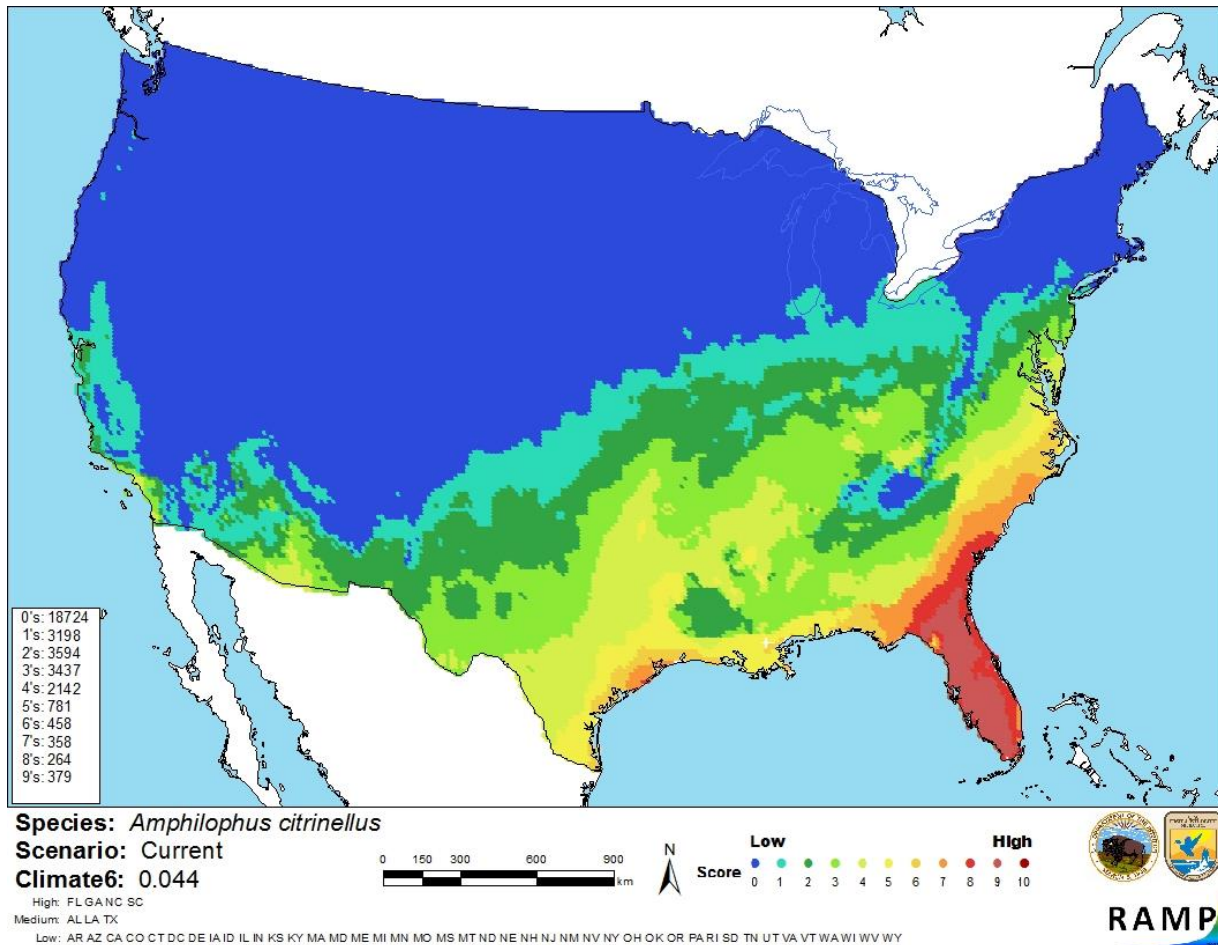 0's: 18724
1's: 3198
2's: 3594
3's: 3437
4's: 2142
5's: 781
6's: 458
7's: 358
8's: 264
9's: 379
Species: Amphilophus citrinellus
Scenario: Current
Climate6: 0.044
High: FL GA NC SC
Medium: AL LA TX
Low: AR AZ CA CO CT DC DE IA ID IL IN KS KY MA MD ME MI MN MO MS MT ND NE NH NJ NM NV NY OH OK OR PA RI SD TN UT VA VT WA WI WV WY
0 150 300 600 900
km
N
Low High
Score
0 1 2 3 4 5 6 7 8 9 10
RAMP